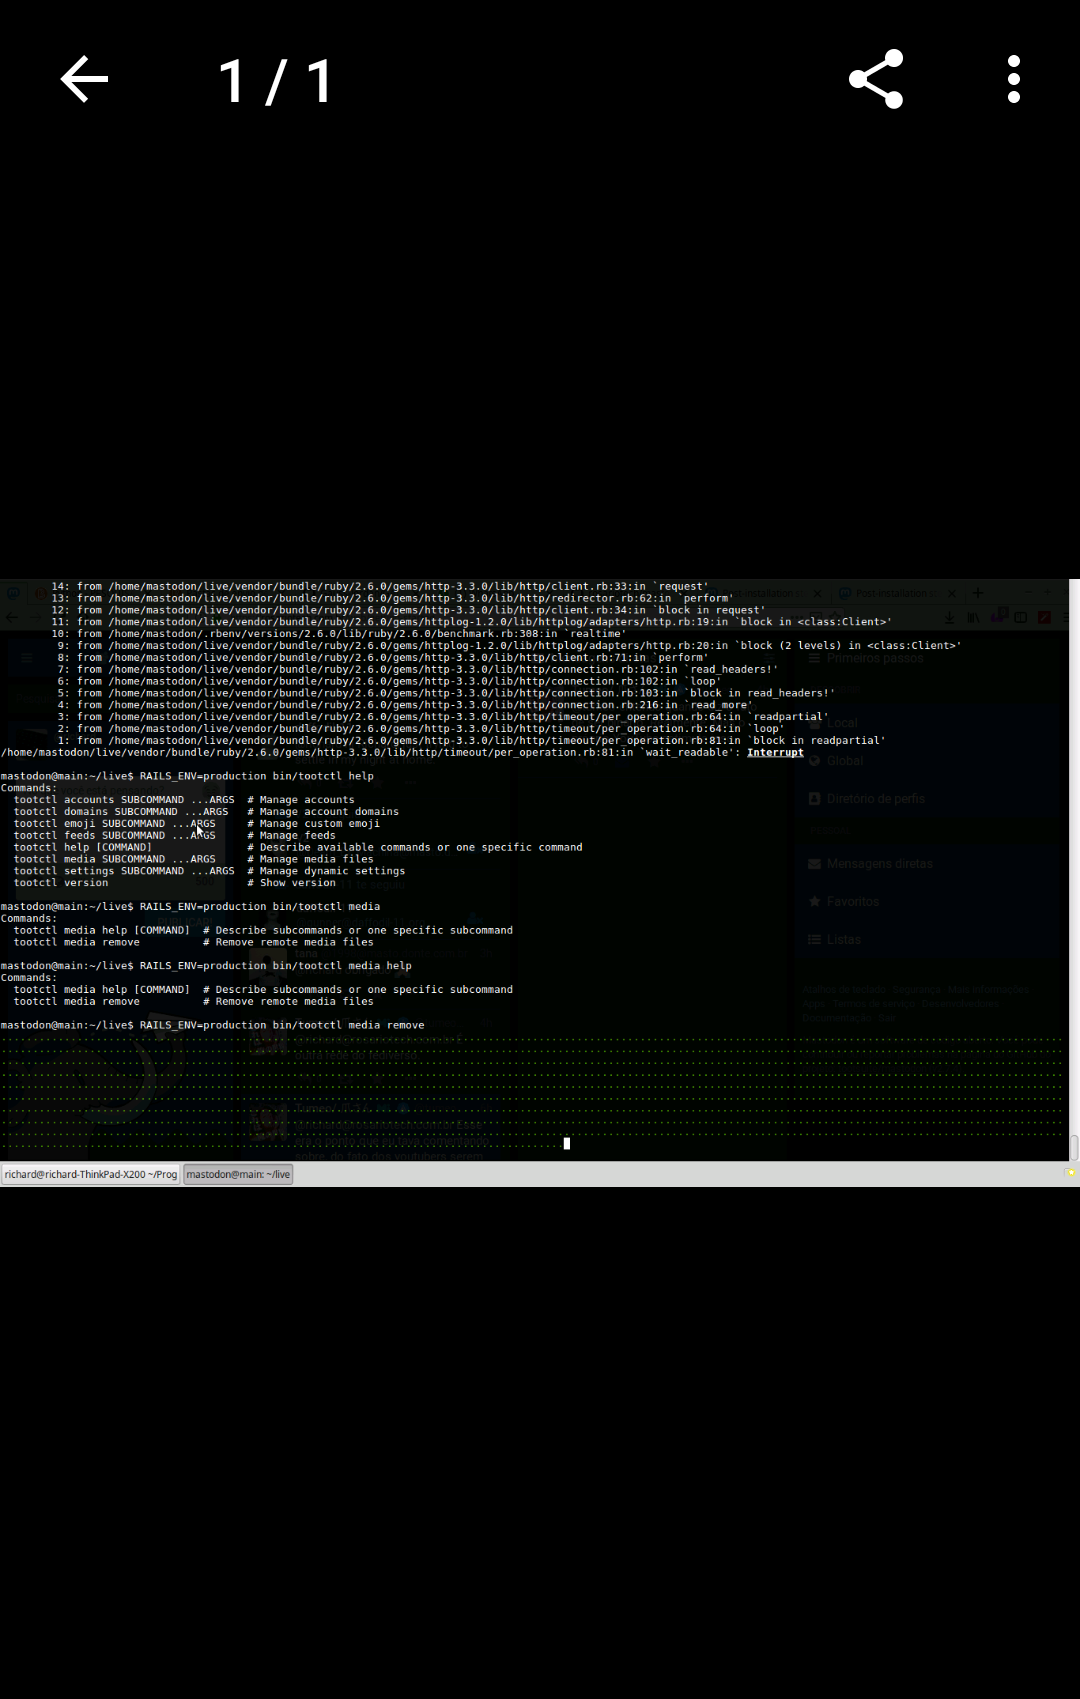 1 / 1
14: from /home/mastodon/live/vendor/bundle/ruby/2.6.0/gems/http-3.3.0/lib/http/client.rb:33:in `request'
13: from /home/mastodon/live/vendor/bundle/ruby/2.6.0/gems/http-3.3.0/lib/http/redirector.rb:62:in `perform'
12: from /home/mastodon/live/vendor/bundle/ruby/2.6.0/gems/http-3.3.0/lib/http/client.rb:34:in `block in request'
11: from /home/mastodon/live/vendor/bundle/ruby/2.6.0/gems/httplog-1.2.0/lib/httplog/adapters/http.rb:19:in `block in <class:Client>'
10: from /home/mastodon/.rbenv/versions/2.6.0/lib/ruby/2.6.0/benchmark.rb:308:in `realtime'
9: from /home/mastodon/live/vendor/bundle/ruby/2.6.0/gems/httplog-1.2.0/lib/httplog/adapters/http.rb:20:in `block (2 levels) in <class:Client>'
8: from /home/mastodon/live/vendor/bundle/ruby/2.6.0/gems/http-3.3.0/lib/http/client.rb:71:in `perform'
7: from /home/mastodon/live/vendor/bundle/ruby/2.6.0/gems/http-3.3.0/lib/http/connection.rb:102:in `read_headers!'
6: from /home/mastodon/live/vendor/bundle/ruby/2.6.0/gems/http-3.3.0/lib/http/connection.rb:102:in `loop'
5: from /home/mastodon/live/vendor/bundle/ruby/2.6.0/gems/http-3.3.0/lib/http/connection.rb:103:in `block in read_headers!'
4: from /home/mastodon/live/vendor/bundle/ruby/2.6.0/gems/http-3.3.0/lib/http/connection.rb:216:in `read_more'
3: from /home/mastodon/live/vendor/bundle/ruby/2.6.0/gems/http-3.3.0/lib/http/timeout/per_operation.rb:64:in `readpartial'
2: from /home/mastodon/live/vendor/bundle/ruby/2.6.0/gems/http-3.3.0/lib/http/timeout/per_operation.rb:64:in `loop'
1: from /home/mastodon/live/vendor/bundle/ruby/2.6.0/gems/http-3.3.0/lib/http/timeout/per_operation.rb:81:in `block in readpartial'
/home/mastodon/live/vendor/bundle/ruby/2.6.0/gems/http-3.3.0/lib/http/timeout/per_operation.rb:81:in `wait_readable': Interrupt
mastodon@main:~/live$ RAILS_ENV=production bin/tootctl help
Commands:
tootctl accounts SUBCOMMAND ...ARGS # Manage accounts
tootctl domains SUBCOMMAND ...ARGS # Manage account domains
tootctl emoji SUBCOMMAND ...ARGS # Manage custom emoji
tootctl feeds SUBCOMMAND ...ARGS # Manage feeds
tootctl help [COMMAND] # Describe available commands or one specific command
tootctl media SUBCOMMAND ...ARGS # Manage media files
tootctl settings SUBCOMMAND ...ARGS # Manage dynamic settings
tootctl version # Show version
mastodon@main:~/live$ RAILS_ENV=production bin/tootctl media
Commands:
tootctl media help [COMMAND] # Describe subcommands or one specific subcommand
tootctl media remove # Remove remote media files
mastodon@main:~/live$ RAILS_ENV=production bin/tootctl media help
Commands:
tootctl media help [COMMAND] # Describe subcommands or one specific subcommand
tootctl media remove # Remove remote media files
mastodon@main:~/live$ RAILS_ENV=production bin/tootctl media remove
Primeiros passos
Local
Global
Diretório de perfis
Mensagens diretas
Favoritos
Listas
richard@richard-ThinkPad-X200 ~/Prog
mastodon@main: ~/live